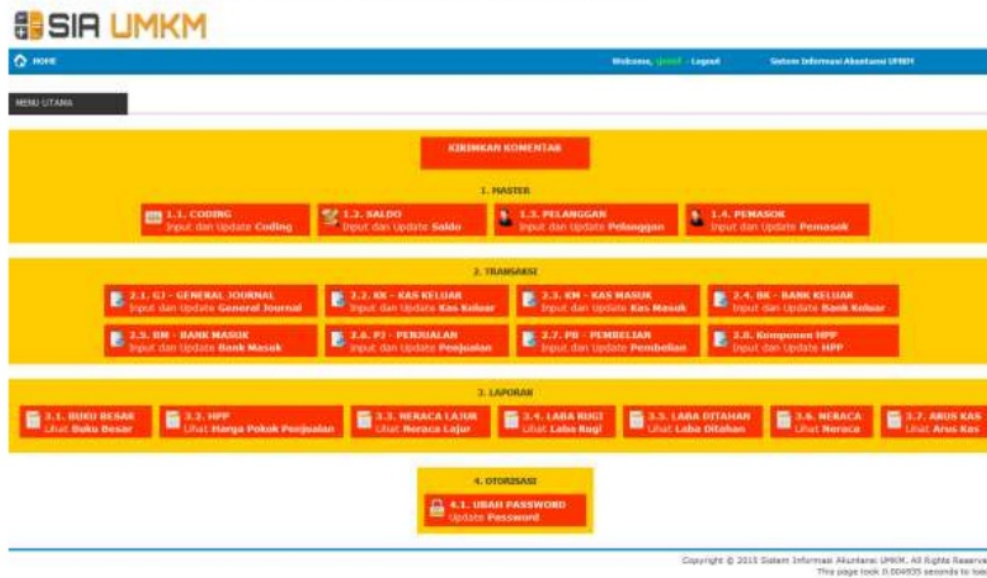 SIA UMKM
HOME
Welcome, - Logout
Sistem Informasi Akuntansi UMKM
MENU UTAMA
KIRIMKAN KOMENTAR
1. MASTER
1.1. CODING
Input dan Update Coding
1.2. SALDO
Input dan Update Saldo
1.3. PELANGGAN
Input dan Update Pelanggan
1.4. PEMASOK
Input dan Update Pemasok
2. TRANSAKSI
2.1. GJ - GENERAL JOURNAL
Input dan Update General Journal
2.2. KK - KAS KELUAR
Input dan Update Kas Keluar
2.3. KM - KAS MASUK
Input dan Update Kas Masuk
2.4. BK - BANK KELUAR
Input dan Update Bank Keluar
2.5. BM - BANK MASUK
Input dan Update Bank Masuk
2.6. PJ - PENJUALAN
Input dan Update Penjualan
2.7. PB - PEMBELIAN
Input dan Update Pembelian
2.8. Komponen HPP
Input dan Update HPP
3. LAPORAN
3.1. BUKU BESAR
Lihat Buku Besar
3.2. HPP
Lihat Harga Pokok Penjualan
3.3. NERACA LAJUR
Lihat Neraca Lajur
3.4. LABA RUGI
Lihat Laba Rugi
3.5. LABA DITAHAN
Lihat Laba Ditahan
3.6. NERACA
Lihat Neraca
3.7. ARUS KAS
Lihat Arus Kas
4. OTORISASI
4.1. UBAH PASSWORD
Update Password
Copyright © 2015 Sistem Informasi Akuntansi UMKM. All Rights Reserve
This page took 0.004935 seconds to load